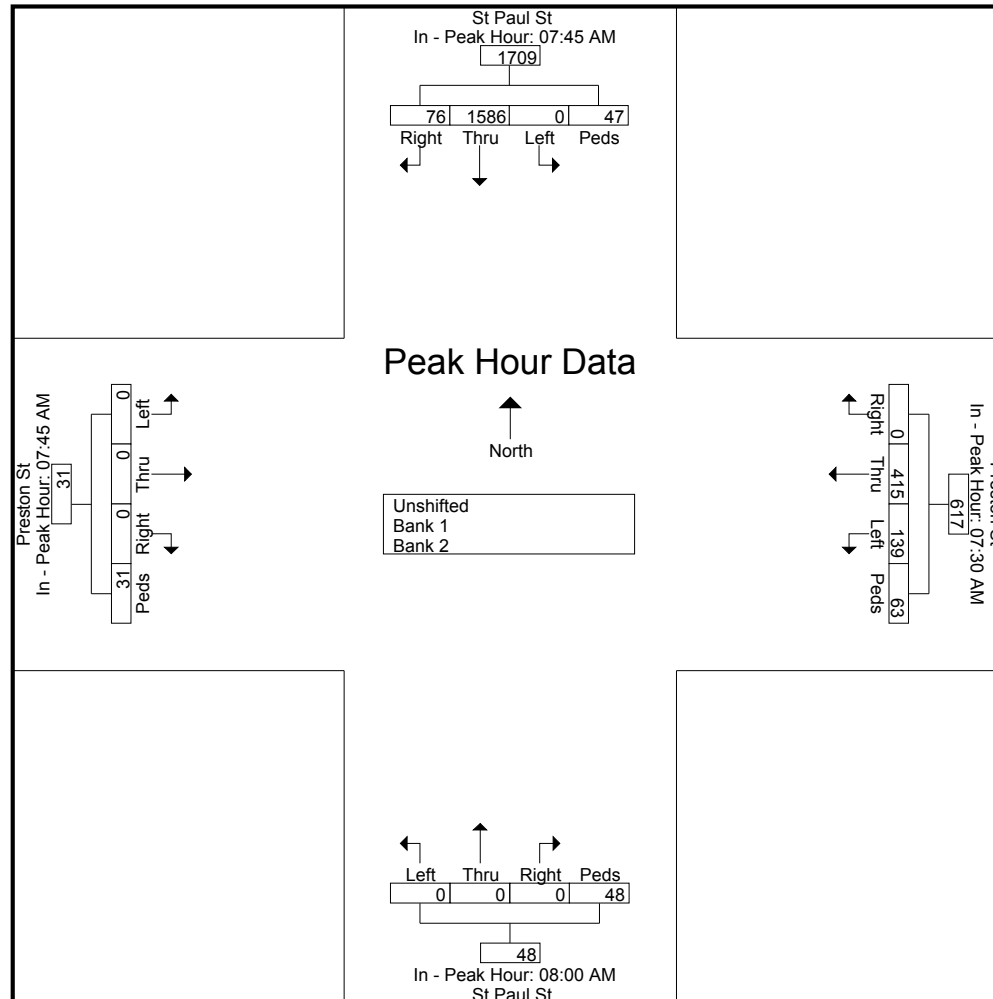 St Paul St
In - Peak Hour: 07:45 AM
1709
76 1586 0 47
Right Thru Left Peds
Peak Hour Data
North
Unshifted
Bank 1
Bank 2
Preston St
In - Peak Hour: 07:45 AM
31
0 0 0 31
Left Thru Right Peds
Right Thru Left Peds
0 415 139 63
617
In - Peak Hour: 07:30 AM
Left Thru Right Peds
0 0 0 48
48
In - Peak Hour: 08:00 AM
St Paul St